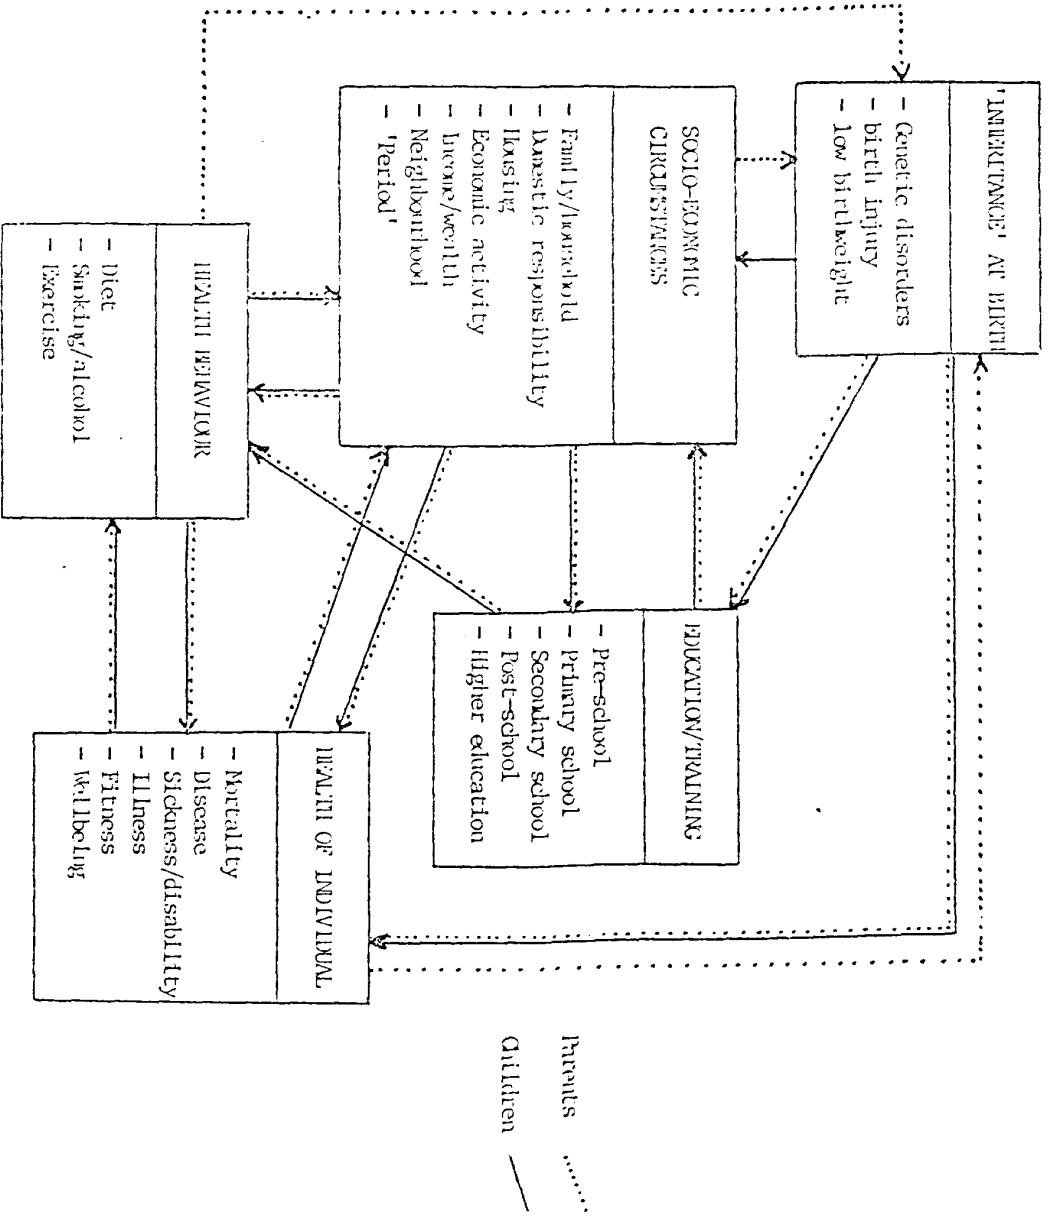 'INHERITANCE' AT BIRTH
- Genetic disorders
- birth injury
- low birthweight
SOCIO-ECONOMIC
CIRCUMSTANCES
- Family/household
- Domestic responsibility
- Housing
- Economic activity
- Income/wealth
- Neighbourhood
- 'Period'
HEALTH BEHAVIOUR
- Diet
- Smoking/alcohol
- Exercise
EDUCATION/TRAINING
- Pre-school
- Primary school
- Secondary school
- Post-school
- Higher education
HEALTH OF INDIVIDUAL
- Mortality
- Disease
- Sickness/disability
- Illness
- Fitness
- Wellbeing
Parents
Children